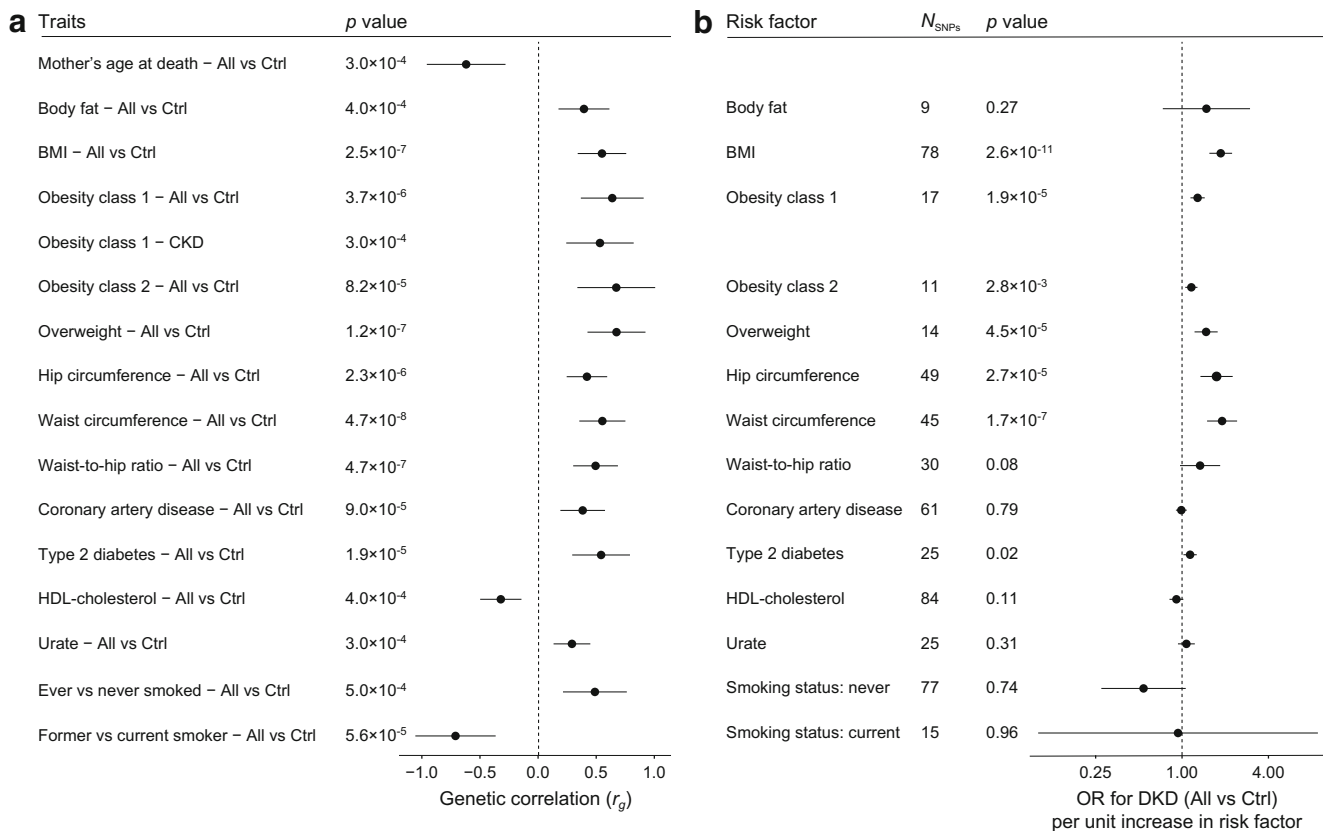 a Traits p value
Mother's age at death – All vs Ctrl 3.0×10-4
Body fat – All vs Ctrl 4.0×10-4
BMI – All vs Ctrl 2.5×10-7
Obesity class 1 – All vs Ctrl 3.7×10-6
Obesity class 1 – CKD 3.0×10-4
Obesity class 2 – All vs Ctrl 8.2×10-5
Overweight – All vs Ctrl 1.2×10-7
Hip circumference – All vs Ctrl 2.3×10-6
Waist circumference – All vs Ctrl 4.7×10-8
Waist-to-hip ratio – All vs Ctrl 4.7×10-7
Coronary artery disease – All vs Ctrl 9.0×10-5
Type 2 diabetes – All vs Ctrl 1.9×10-5
HDL-cholesterol – All vs Ctrl 4.0×10-4
Urate – All vs Ctrl 3.0×10-4
Ever vs never smoked – All vs Ctrl 5.0×10-4
Former vs current smoker – All vs Ctrl 5.6×10-5
–1.0 –0.5 0.0 0.5 1.0
Genetic correlation (rg)
b Risk factor NSNPs p value
Body fat 9 0.27
BMI 78 2.6×10-11
Obesity class 1 17 1.9×10-5
Obesity class 2 11 2.8×10-3
Overweight 14 4.5×10-5
Hip circumference 49 2.7×10-5
Waist circumference 45 1.7×10-7
Waist-to-hip ratio 30 0.08
Coronary artery disease 61 0.79
Type 2 diabetes 25 0.02
HDL-cholesterol 84 0.11
Urate 25 0.31
Smoking status: never 77 0.74
Smoking status: current 15 0.96
0.25 1.00 4.00
OR for DKD (All vs Ctrl)
per unit increase in risk factor